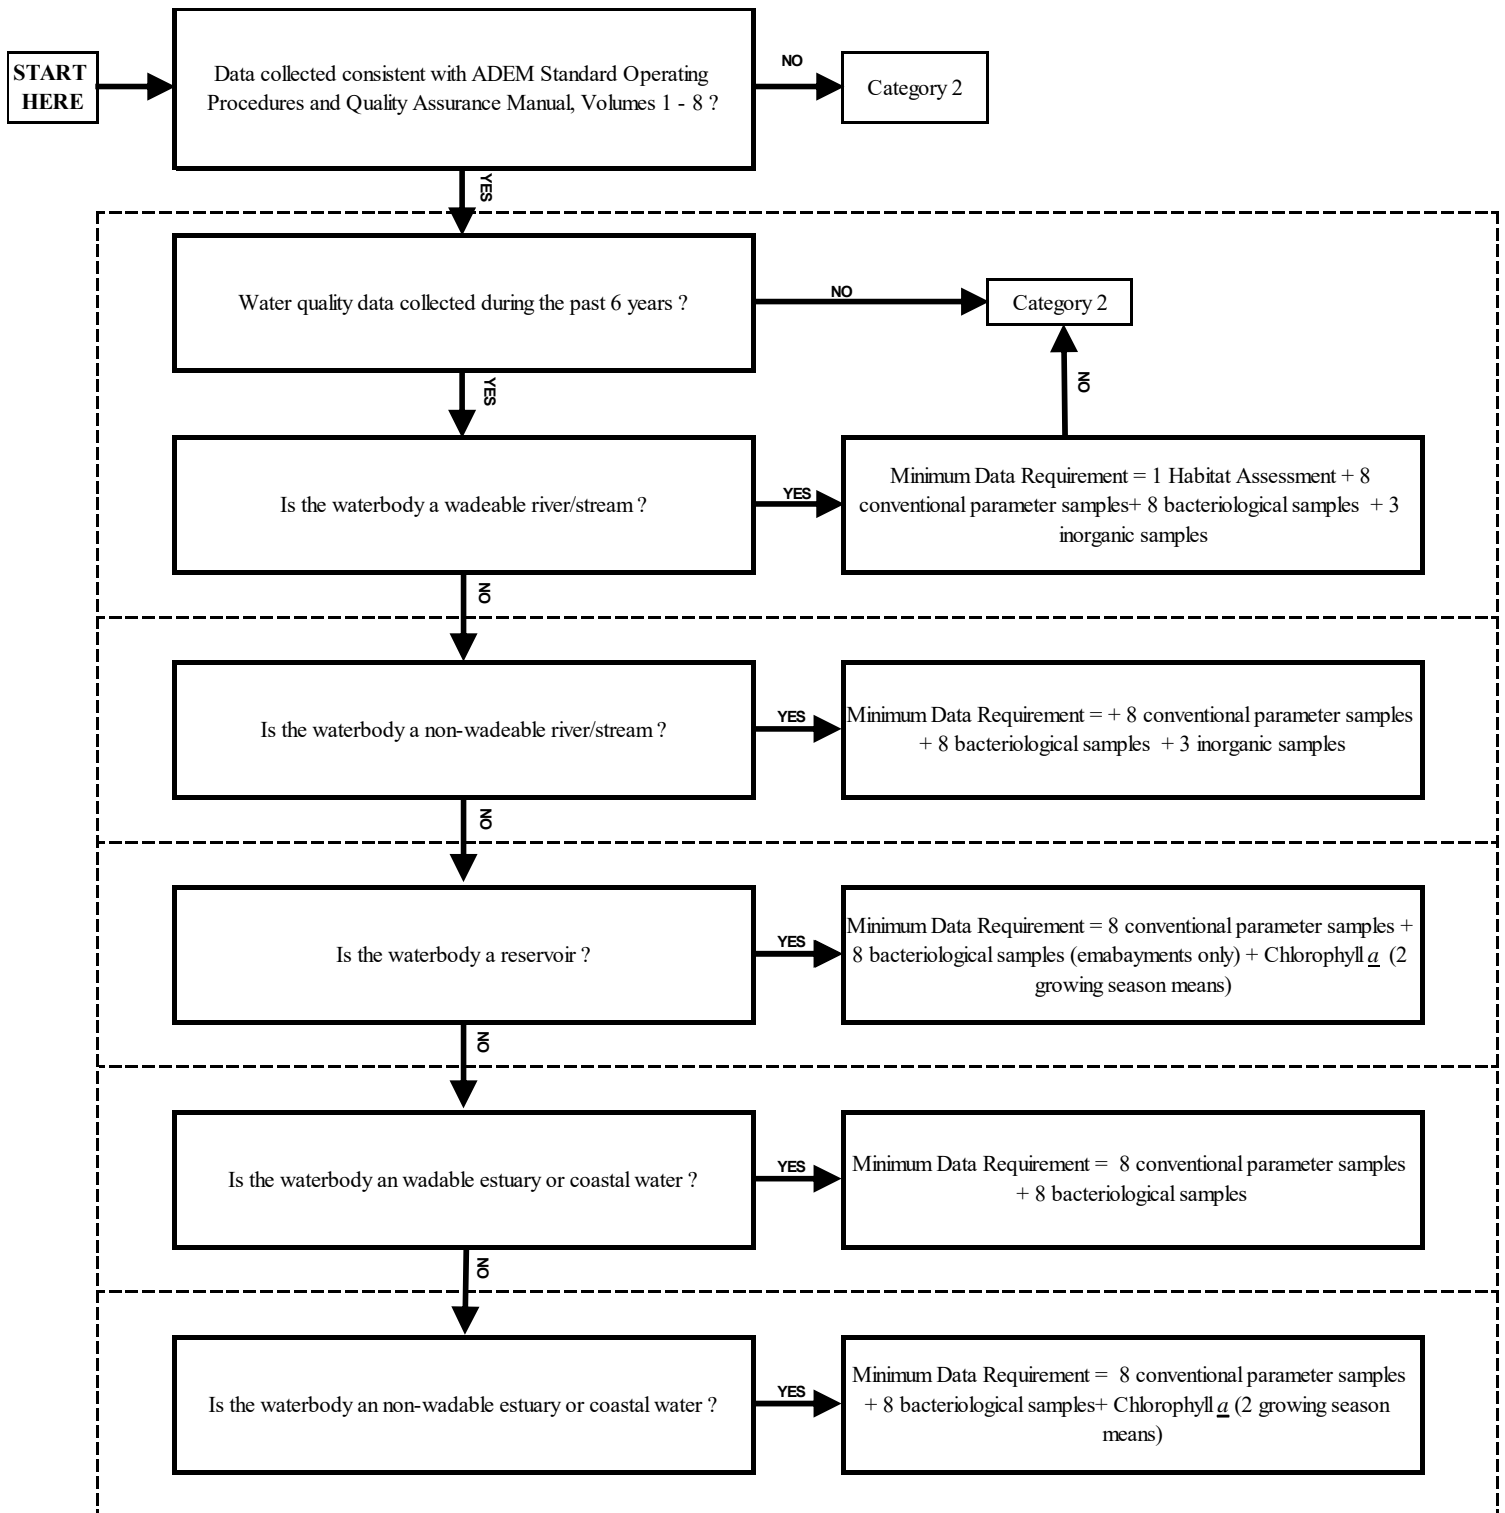 START
HERE
Data collected consistent with ADEM Standard Operating
Procedures and Quality Assurance Manual, Volumes 1 - 8 ?
NO
Category 2
YES
Water quality data collected during the past 6 years ?
NO
Category 2
YES
NO
Is the waterbody a wadeable river/stream ?
YES
Minimum Data Requirement = 1 Habitat Assessment + 8
conventional parameter samples+ 8 bacteriological samples + 3
inorganic samples
NO
Is the waterbody a non-wadeable river/stream ?
YES
Minimum Data Requirement = + 8 conventional parameter samples
+ 8 bacteriological samples + 3 inorganic samples
NO
Is the waterbody a reservoir ?
YES
Minimum Data Requirement = 8 conventional parameter samples +
8 bacteriological samples (emabayments only) + Chlorophyll a (2
growing season means)
NO
Is the waterbody an wadable estuary or coastal water ?
YES
Minimum Data Requirement = 8 conventional parameter samples
+ 8 bacteriological samples
NO
Is the waterbody an non-wadable estuary or coastal water ?
YES
Minimum Data Requirement = 8 conventional parameter samples
+ 8 bacteriological samples+ Chlorophyll a (2 growing season
means)